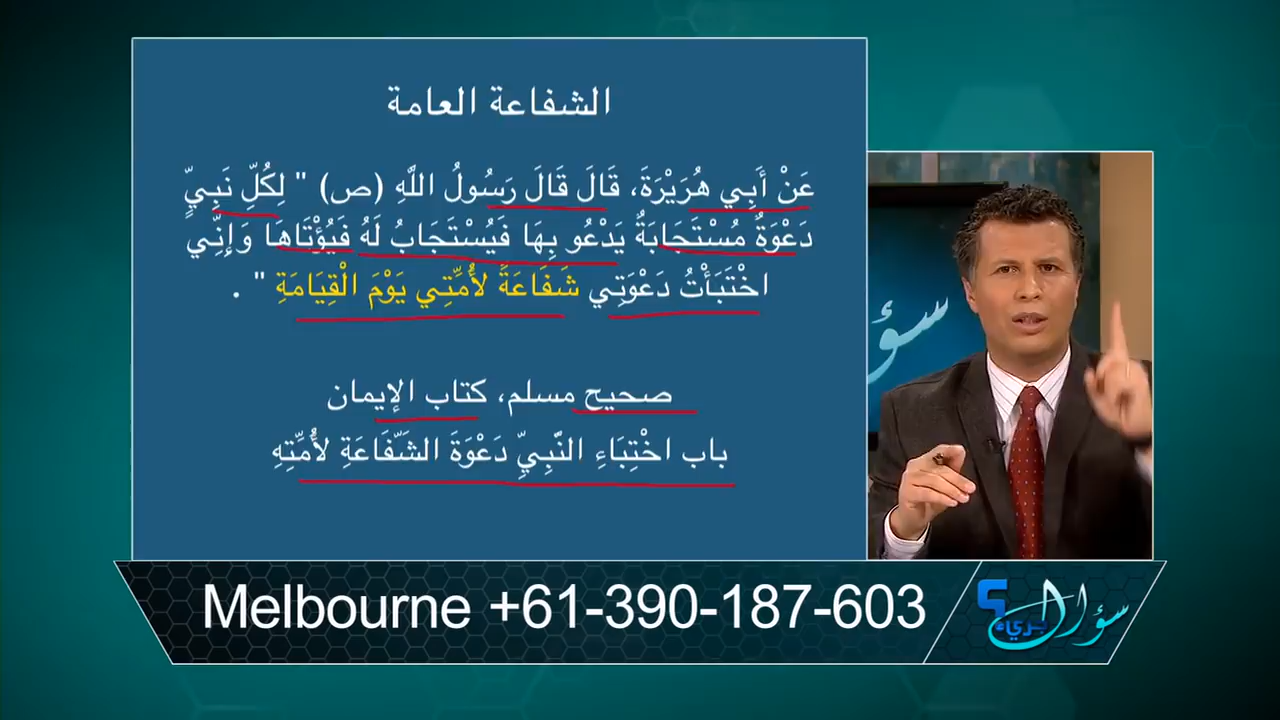 الشفاعة العامة
عَنْ أَبِي هُرَيْرَةَ، قَالَ قَالَ رَسُولُ اللَّهِ (ص) " لِكُلِّ نَبِيٍّ
دَعْوَةٌ مُسْتَجَابَةٌ يَدْعُو بِهَا فَيُسْتَجَابُ لَهُ فَيُؤْتَاهَا وَإِنِّي
اخْتَبَأْتُ دَعْوَتِي شَفَاعَةً لأُمَّتِي يَوْمَ الْقِيَامَةِ " .
صحيح مسلم، كتاب الإيمان
باب اخْتِبَاءِ النَّبِيِّ دَعْوَةَ الشَّفَاعَةِ لأُمَّتِهِ
سؤ
Melbourne +61-390-187-603
سؤال جريء